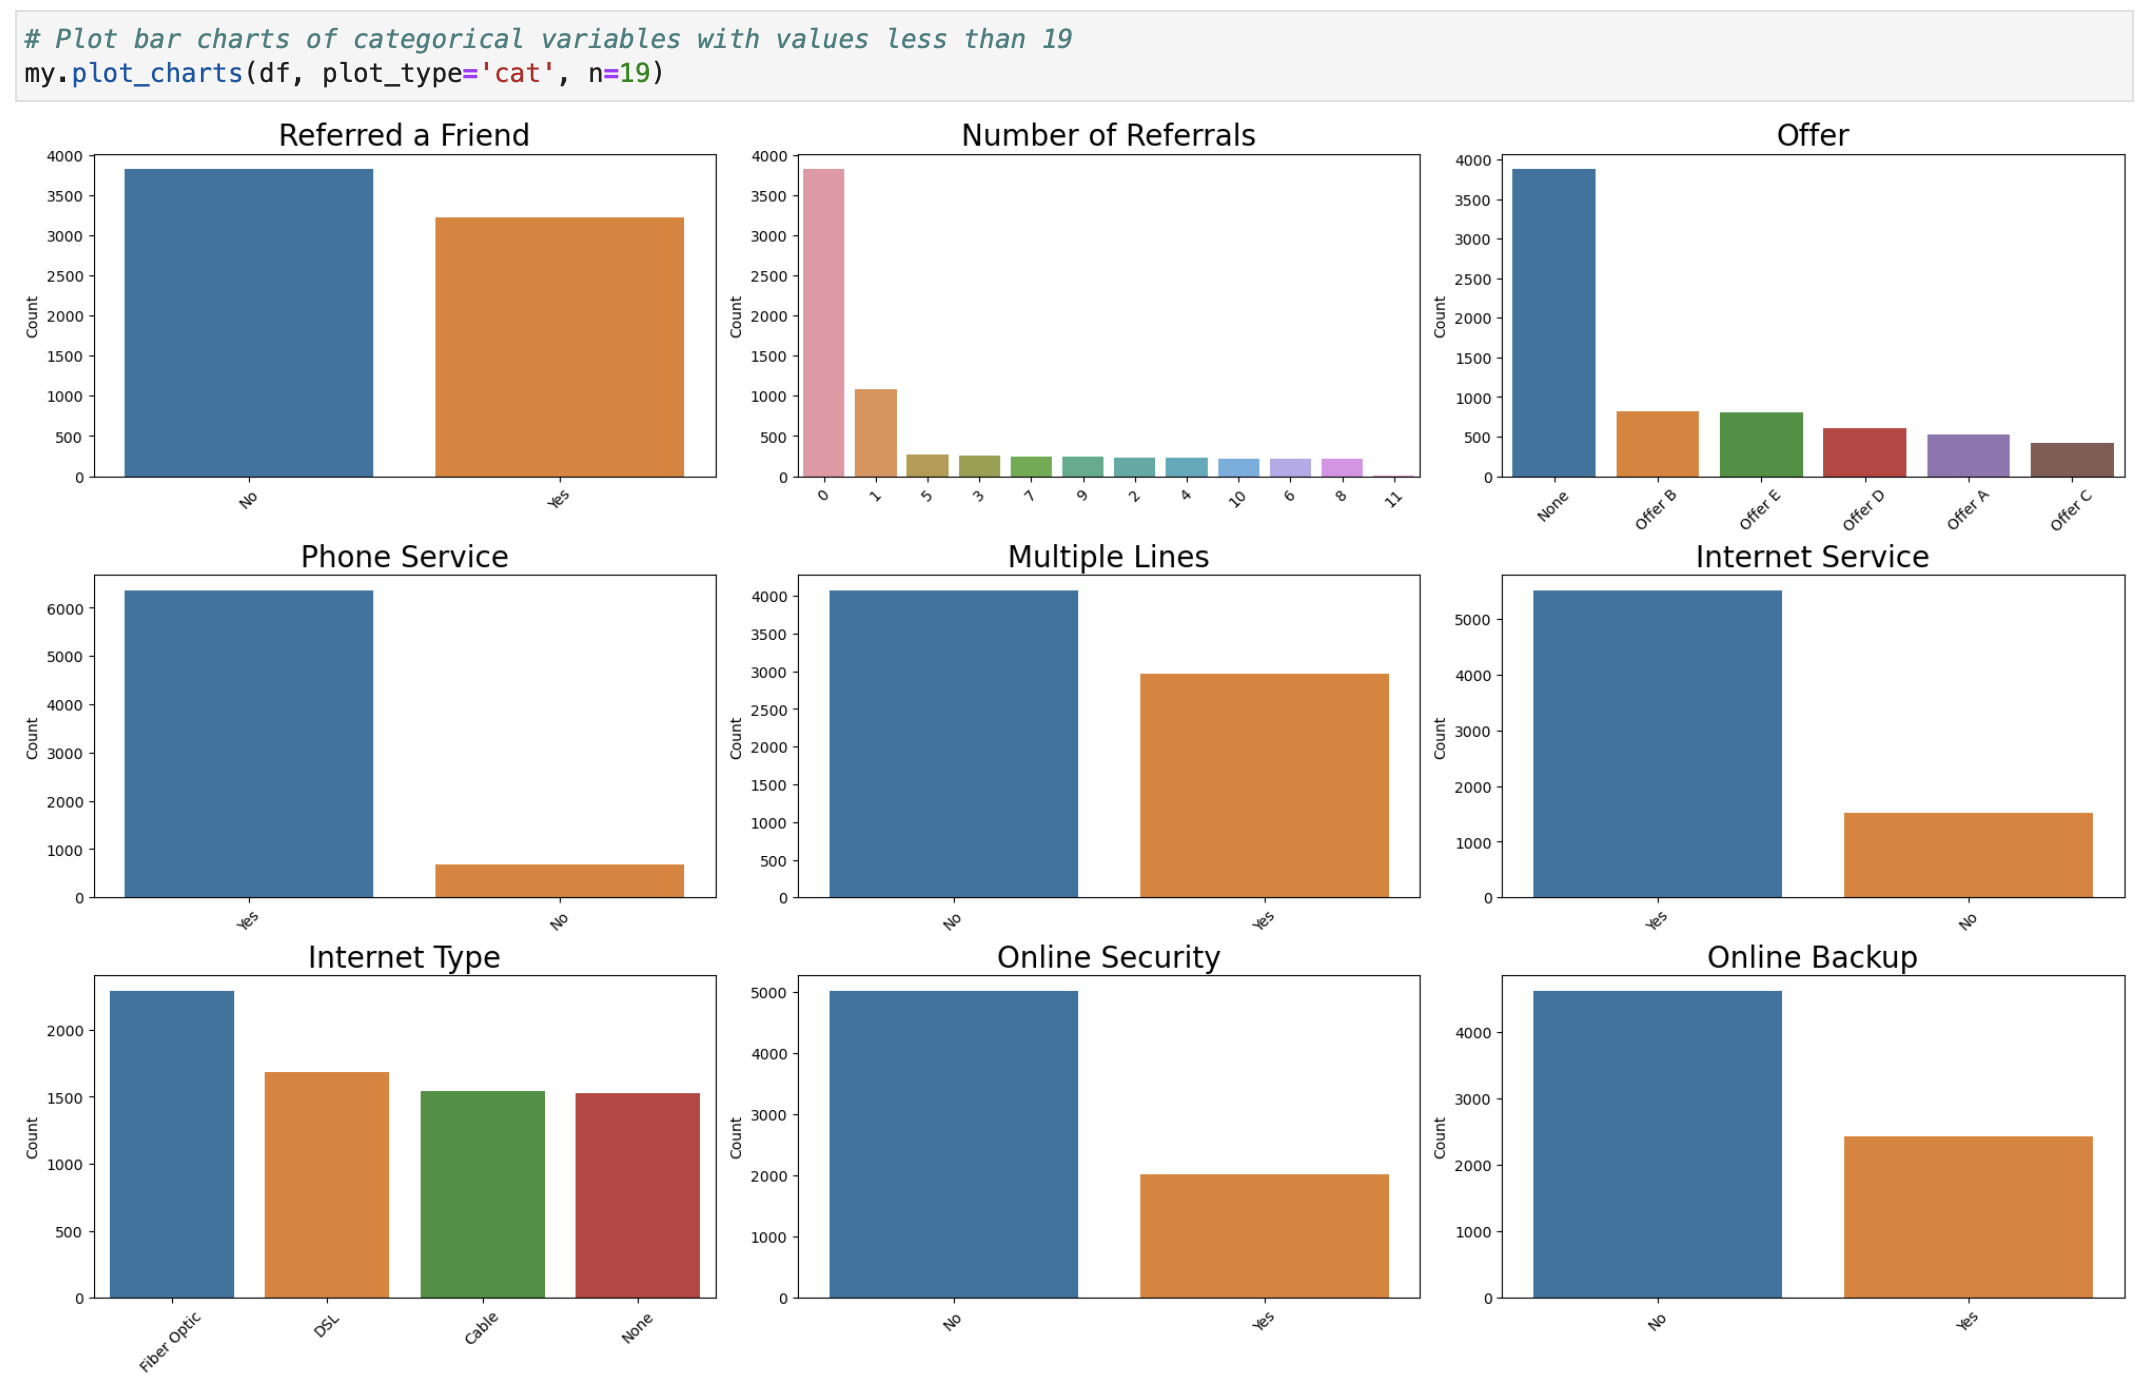 # Plot bar charts of categorical variables with values less than 19
my.plot_charts(df, plot_type='cat', n=19)
Referred a Friend
4000
3500
3000
2500
2000
1500
1000
500
0
Count
No
Yes
Number of Referrals
4000
3500
3000
2500
2000
1500
1000
500
0
Count
0
1
5
3
7
9
2
4
10
6
8
11
Offer
4000
3500
3000
2500
2000
1500
1000
500
0
Count
None
Offer B
Offer E
Offer D
Offer A
Offer C
Phone Service
6000
5000
4000
3000
2000
1000
0
Count
Yes
No
Multiple Lines
4000
3500
3000
2500
2000
1500
1000
500
0
Count
No
Yes
Internet Service
5000
4000
3000
2000
1000
0
Count
Yes
No
Internet Type
2000
1500
1000
500
0
Count
Fiber Optic
DSL
Cable
None
Online Security
5000
4000
3000
2000
1000
0
Count
No
Yes
Online Backup
4000
3000
2000
1000
0
Count
No
Yes